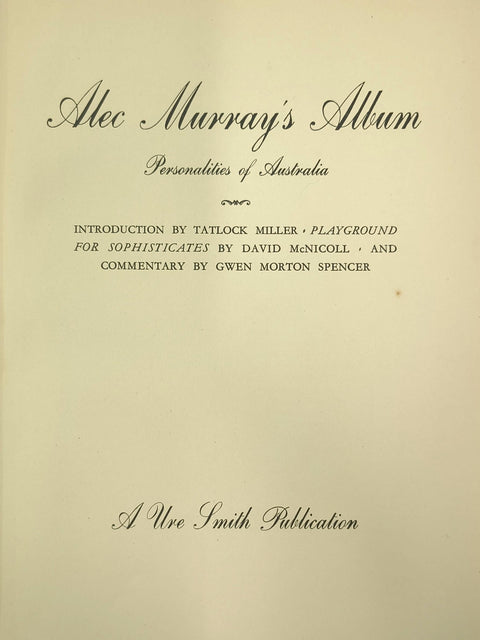 Alec Murray's Album
Personalities of Australia
INTRODUCTION BY TATLOCK MILLER · PLAYGROUND
FOR SOPHISTICATES BY DAVID McNICOLL · AND
COMMENTARY BY GWEN MORTON SPENCER
A Ure Smith Publication